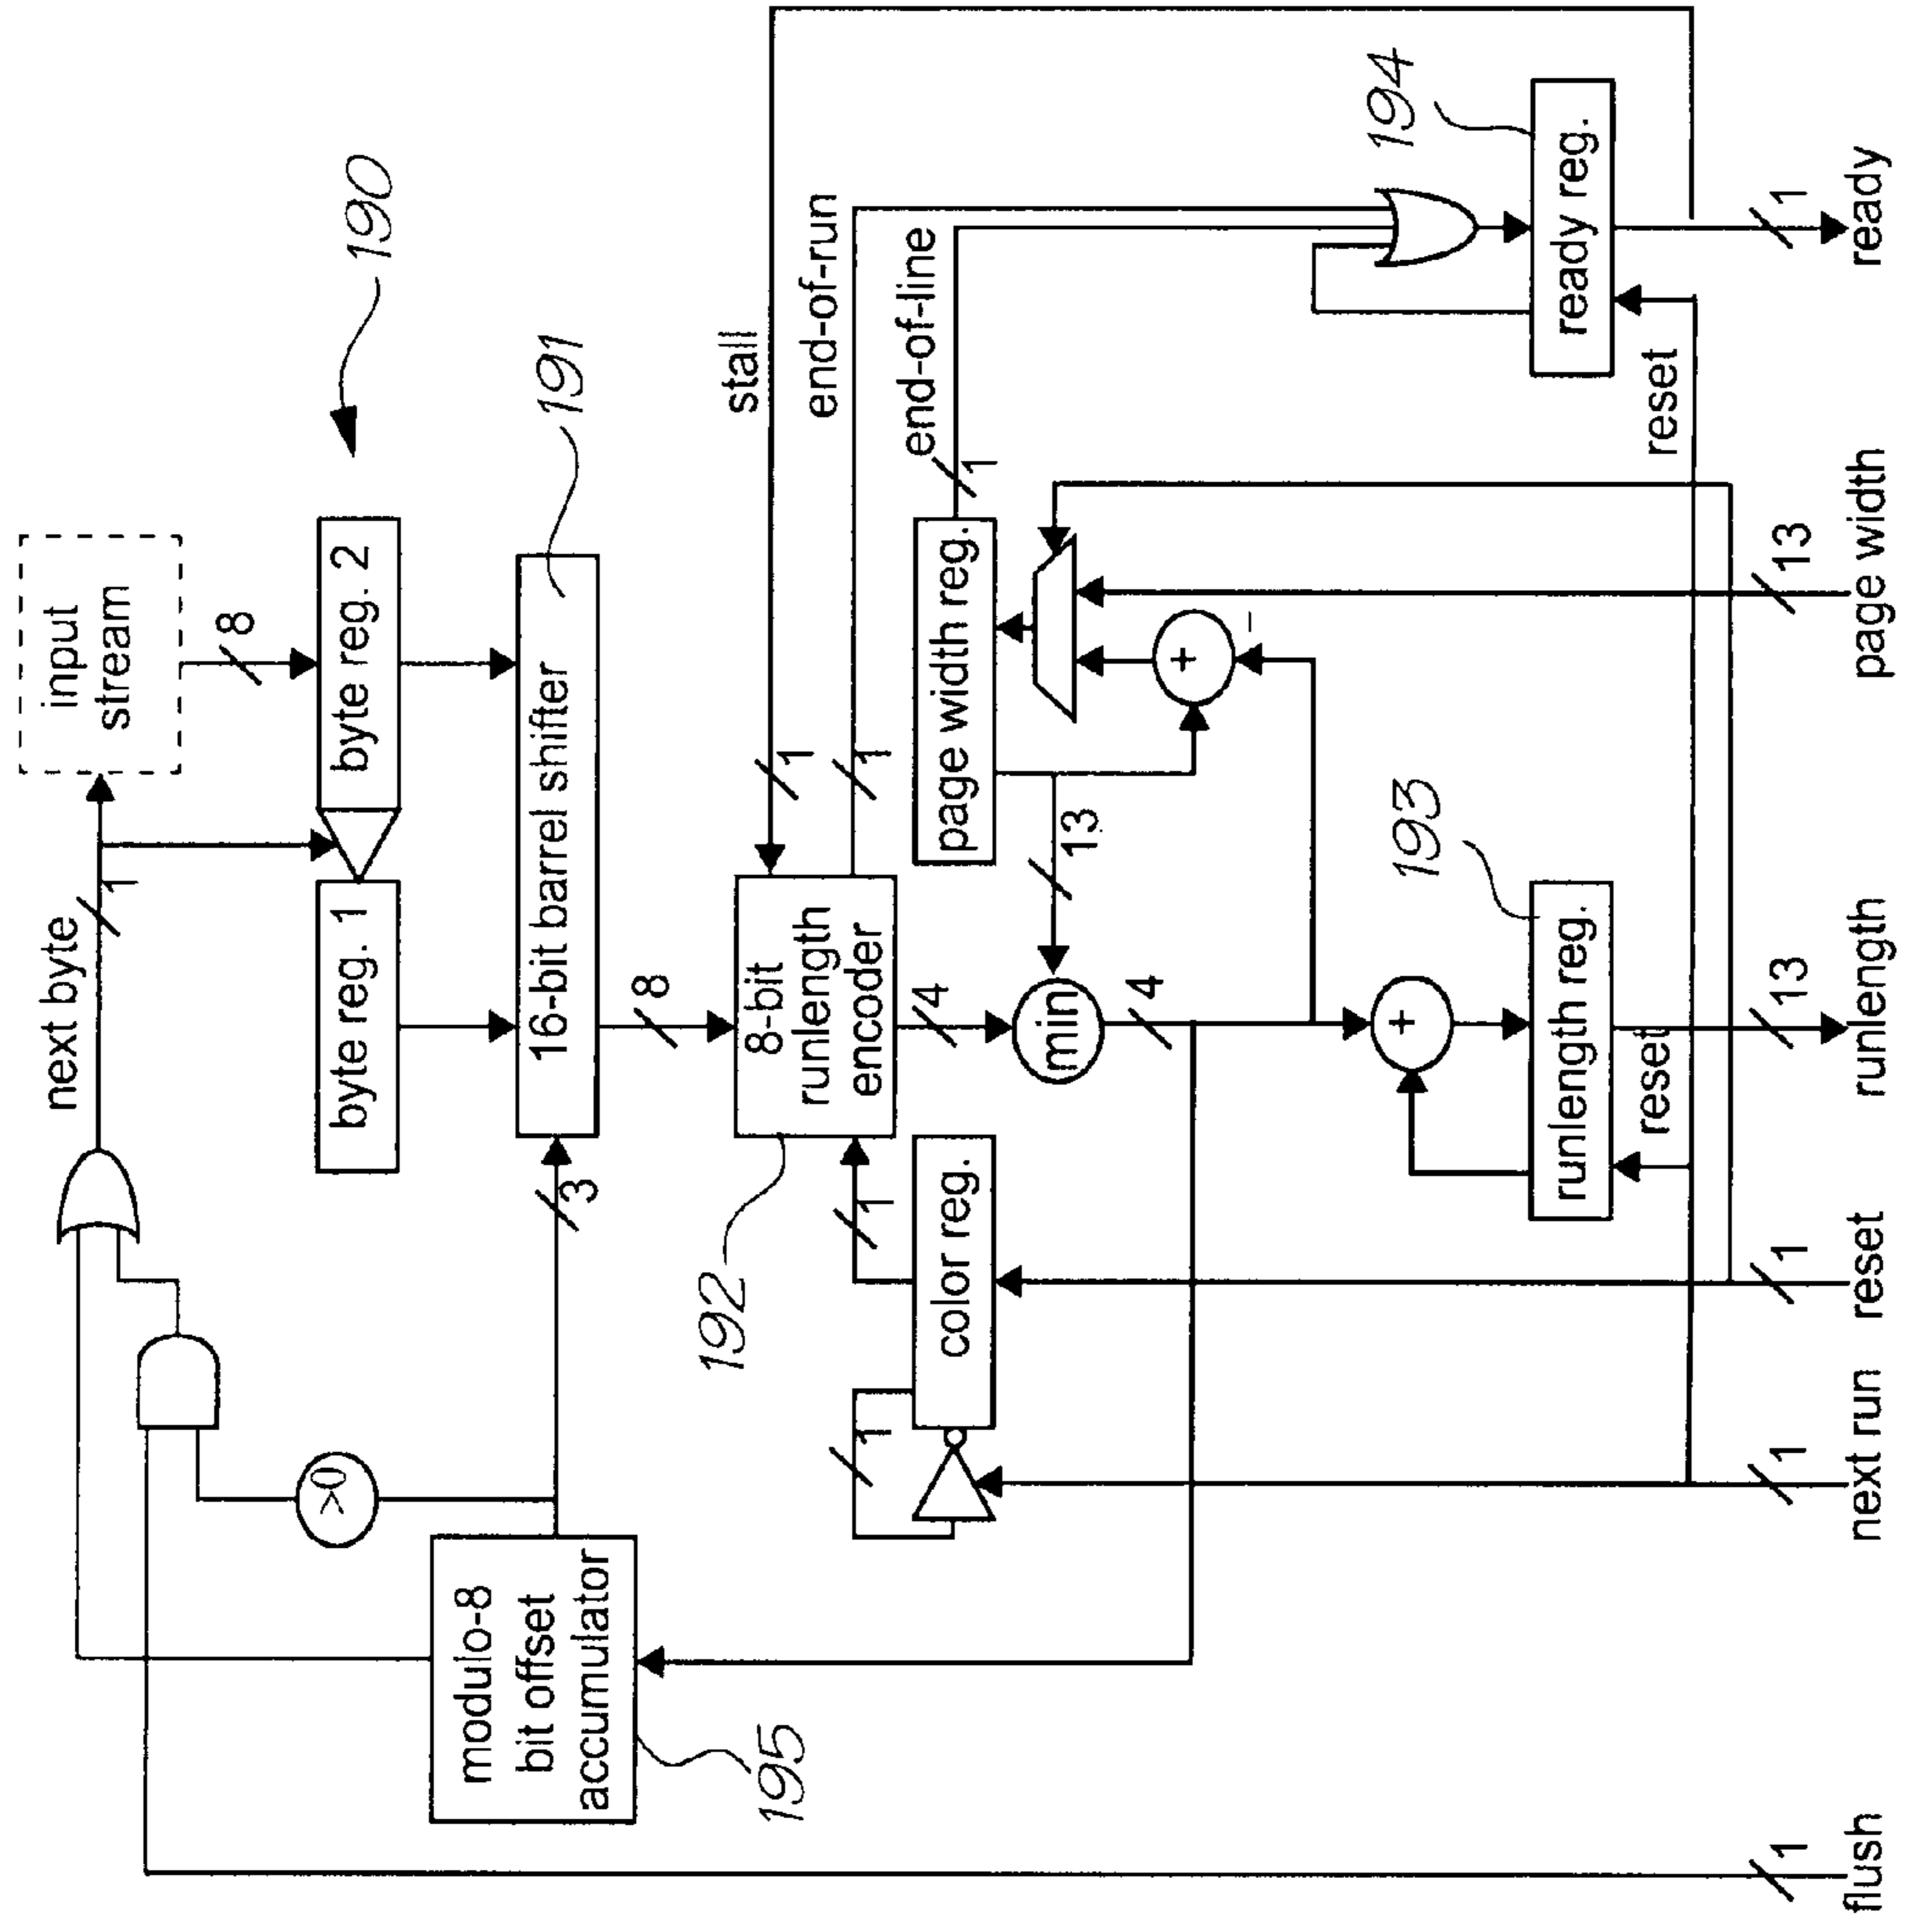 input
stream
190
next byte
1
8
byte reg. 1
byte reg. 2
191
16-bit barrel shifter
>0
3
8
stall
modulo-8
bit offset
accumulator
195
192
8-bit
runlength
encoder
1
1
end-of-run
1
1
color reg.
4
page width reg.
1
end-of-line
min
13
4
+
−
194
193
+
runlength reg.
ready reg.
reset
reset
1
1
1
13
13
1
flush
next run
reset
runlength
page width
ready